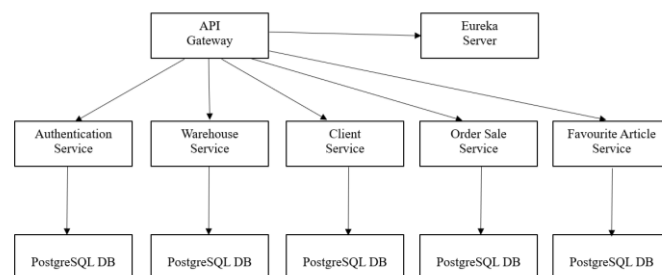 API
Gateway
Eureka
Server
Authentication
Service
Warehouse
Service
Client
Service
Order Sale
Service
Favourite Article
Service
PostgreSQL DB
PostgreSQL DB
PostgreSQL DB
PostgreSQL DB
PostgreSQL DB